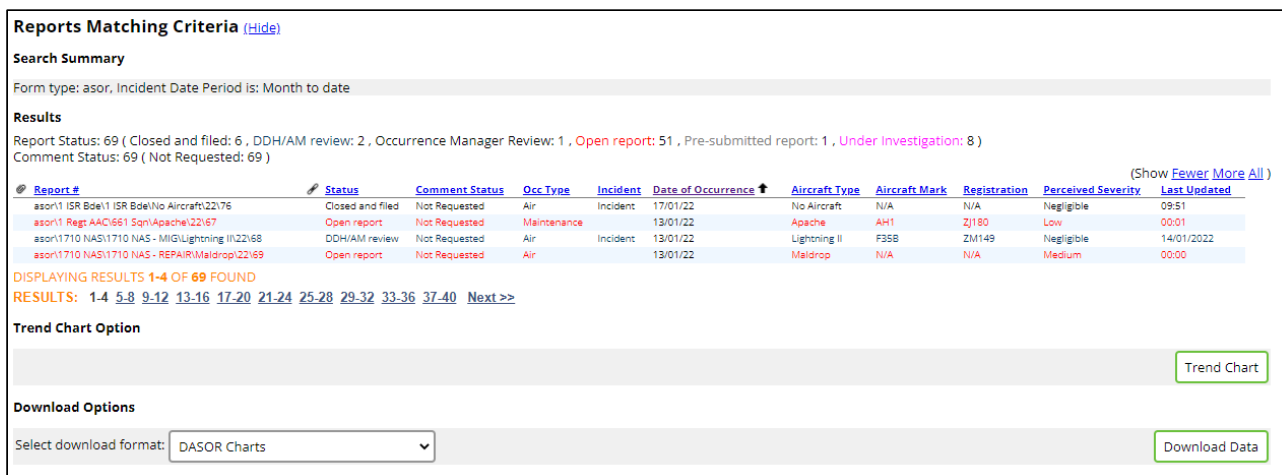 Reports Matching Criteria (Hide)
Search Summary
Form type: asor, Incident Date Period is: Month to date
Results
Report Status: 69 ( Closed and filed: 6 , DDH/AM review: 2 , Occurrence Manager Review: 1 , Open report: 51 , Pre-submitted report: 1 , Under Investigation: 8 )
Comment Status: 69 ( Not Requested: 69 )
(Show Fewer More All )
Report # Status Comment Status Occ Type Incident Date of Occurrence Aircraft Type Aircraft Mark Registration Perceived Severity Last Updated
asor\1 ISR Bde\1 ISR Bde\No Aircraft\22\76 Closed and filed Not Requested Air Incident 17/01/22 No Aircraft N/A N/A Negligible 09:51
asor\1 Regt AAC\661 Sqn\Apache\22\67 Open report Not Requested Maintenance 13/01/22 Apache AH1 ZJ180 Low 00:01
asor\1710 NAS\1710 NAS - MIG\Lightning II\22\68 DDH/AM review Not Requested Air Incident 13/01/22 Lightning II F35B ZM149 Negligible 14/01/2022
asor\1710 NAS\1710 NAS - REPAIR\Maldrop\22\69 Open report Not Requested Air 13/01/22 Maldrop N/A N/A Medium 00:00
DISPLAYING RESULTS 1-4 OF 69 FOUND
RESULTS: 1-4 5-8 9-12 13-16 17-20 21-24 25-28 29-32 33-36 37-40 Next >>
Trend Chart Option
Trend Chart
Download Options
Select download format: DASOR Charts Download Data